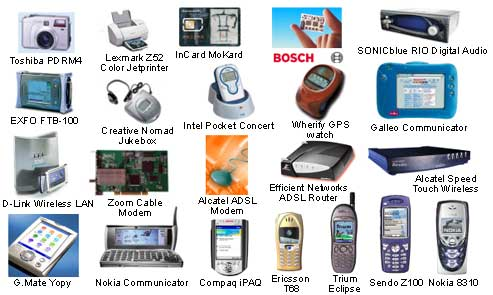 BOSCH
Toshiba PDRM4
Lexmark Z52
Color Jetprinter
InCard MoKard
SONICblue RIO Digital Audio
EXFO FTB-100
Creative Nomad
Jukebox
Intel Pocket Concert
Wherify GPS
watch
Galleo Communicator
D-Link Wireless LAN
Zoom Cable
Modem
Alcatel ADSL
Modem
Efficient Networks
ADSL Router
Alcatel Speed
Touch Wireless
G.Mate Yopy
Nokia Communicator
Compaq iPAQ
Ericsson
T68
Trium
Eclipse
Sendo Z100
NOKIA
Nokia 8310